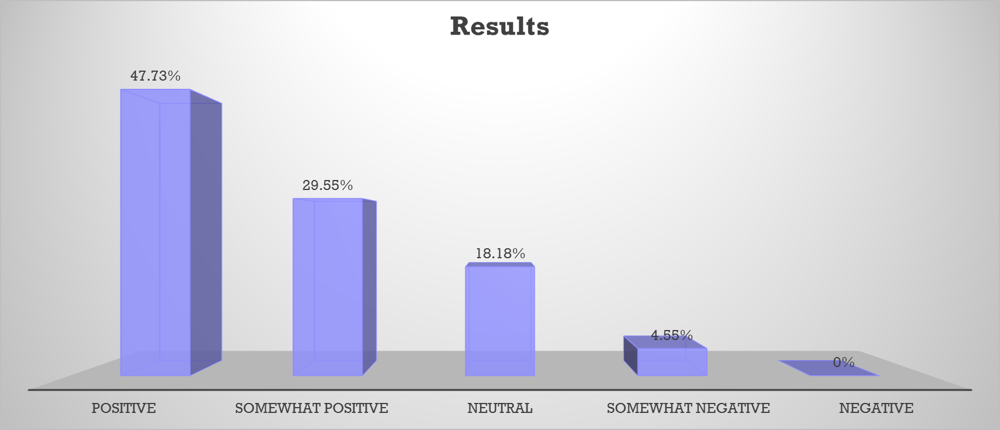 Results
47.73%
29.55%
18.18%
4.55%
0%
POSITIVE
SOMEWHAT POSITIVE
NEUTRAL
SOMEWHAT NEGATIVE
NEGATIVE